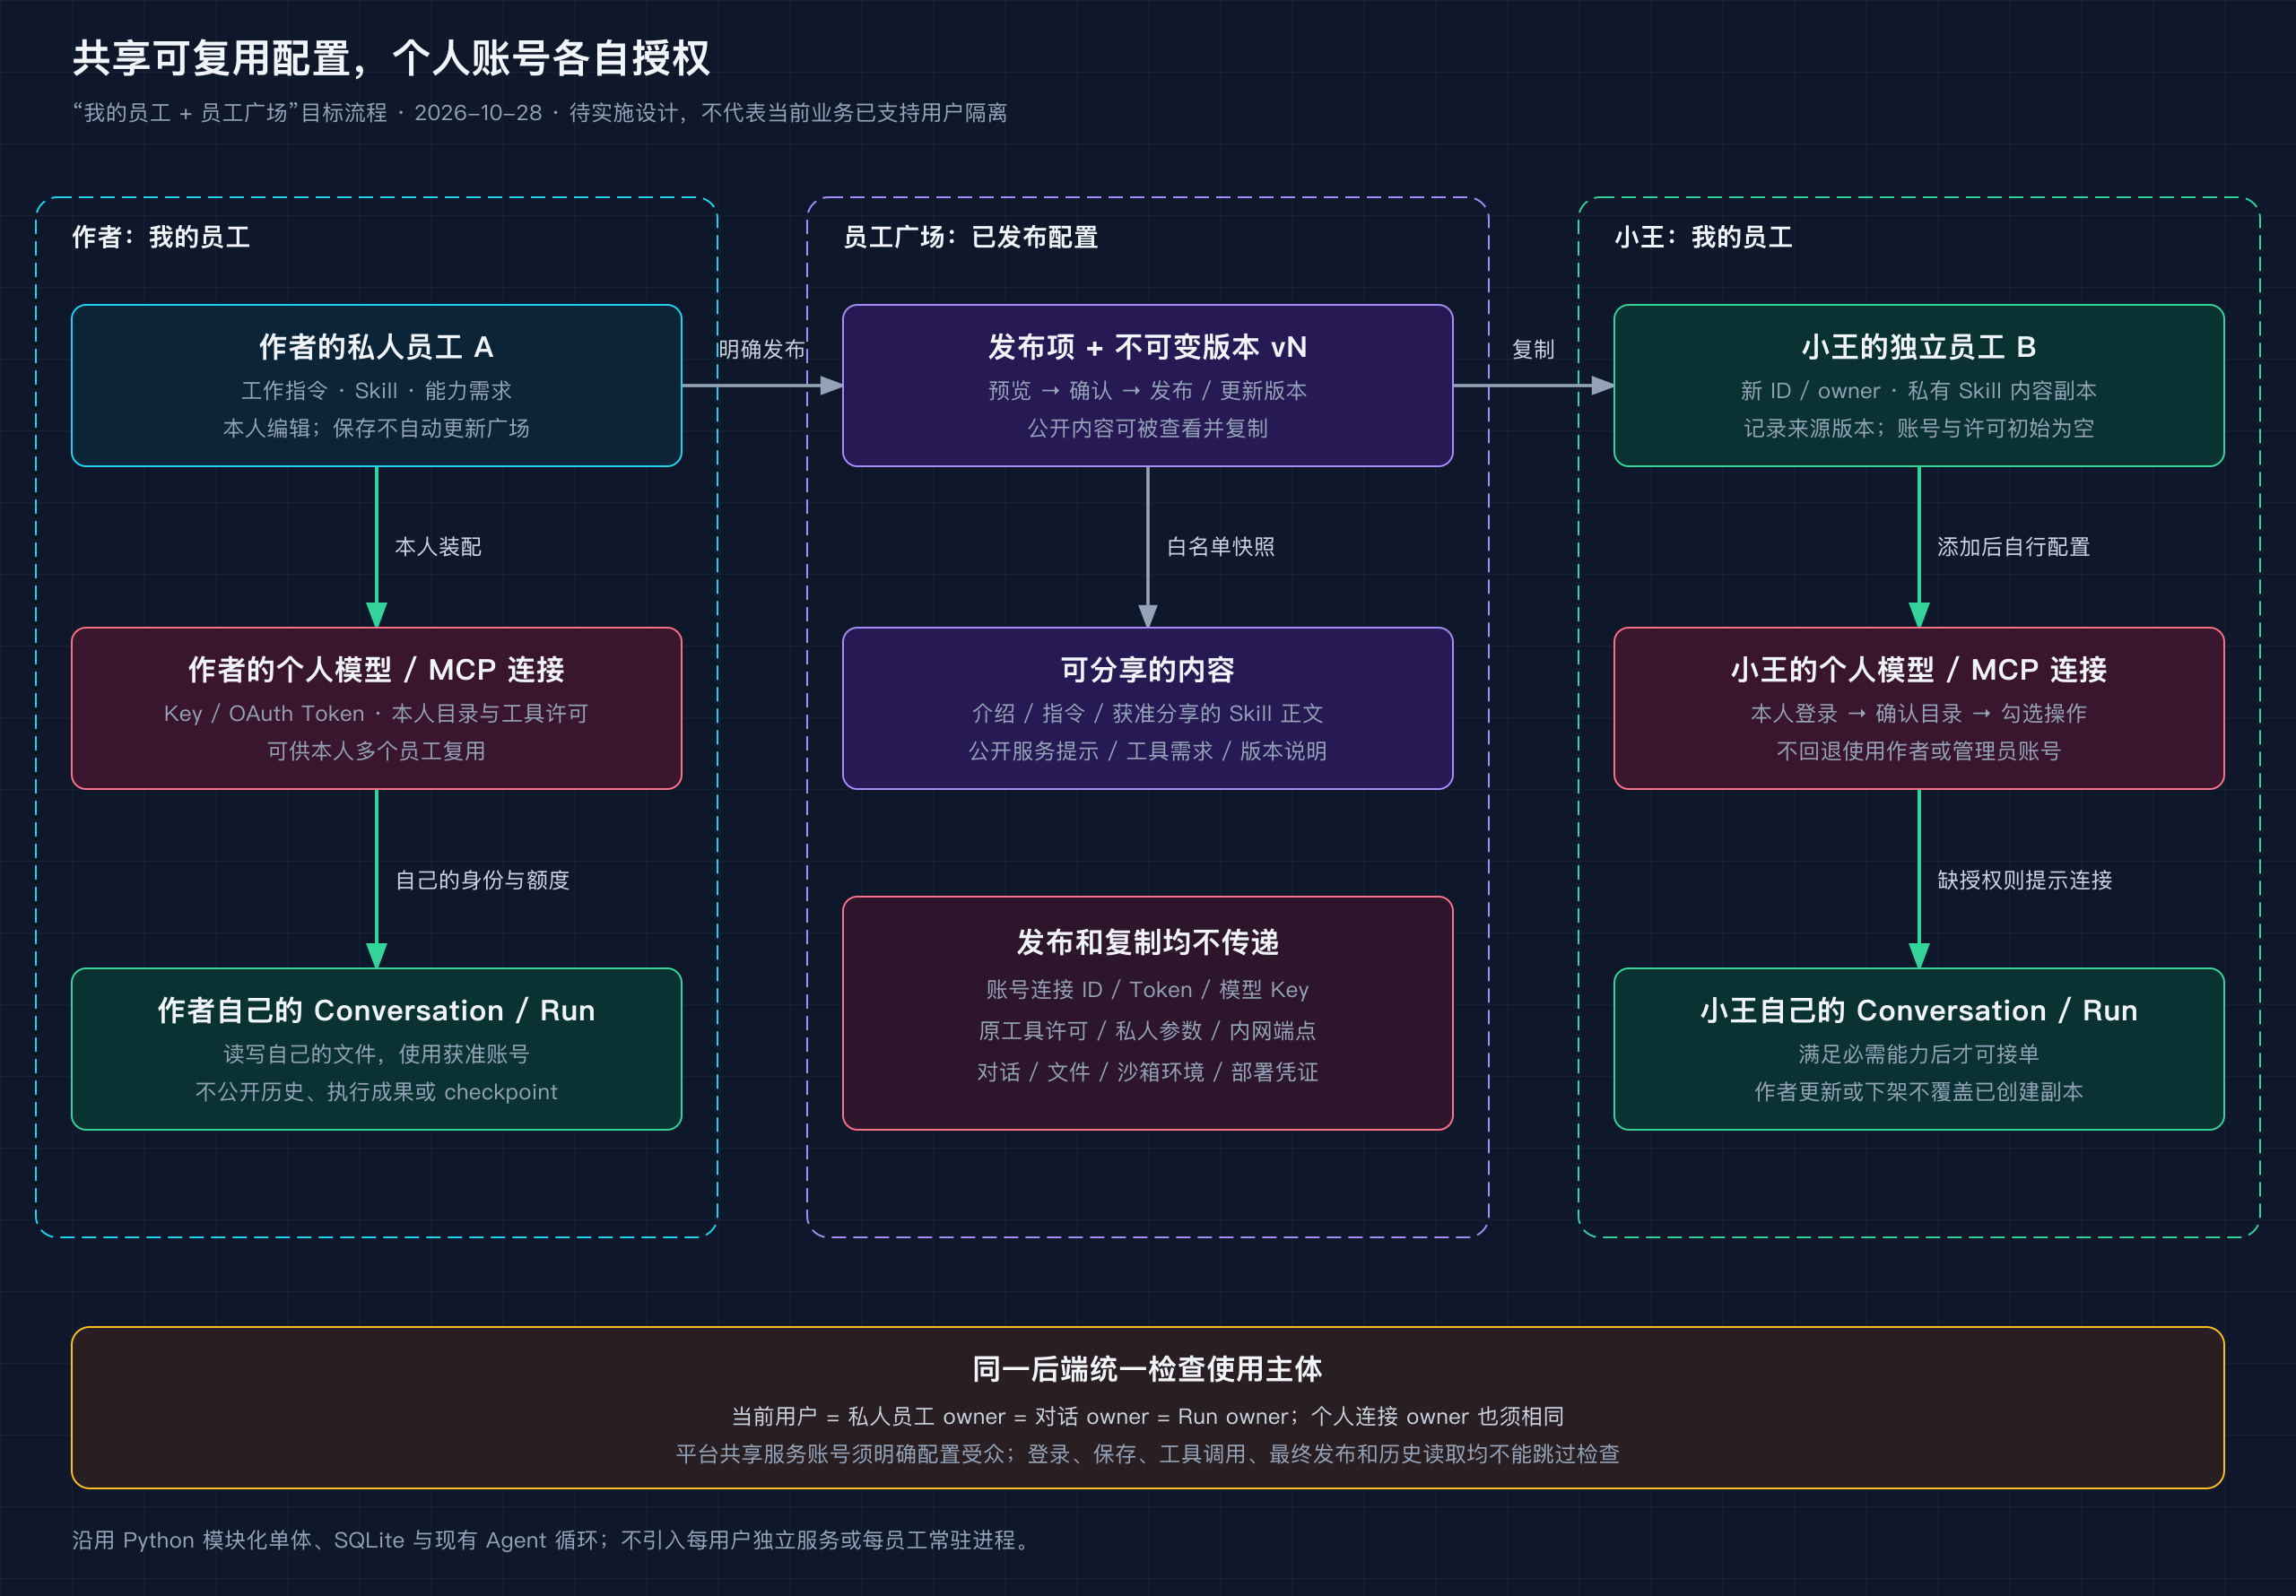 共享可复用配置，个人账号各自授权
“我的员工 + 员工广场”目标流程 · 2026-10-28 · 待实施设计，不代表当前业务已支持用户隔离
作者：我的员工
作者的私人员工 A
工作指令 · Skill · 能力需求
本人编辑；保存不自动更新广场
本人装配
作者的个人模型 / MCP 连接
Key / OAuth Token · 本人目录与工具许可
可供本人多个员工复用
自己的身份与额度
作者自己的 Conversation / Run
读写自己的文件，使用获准账号
不公开历史、执行成果或 checkpoint
明确发布
员工广场：已发布配置
发布项 + 不可变版本 vN
预览 → 确认 → 发布 / 更新版本
公开内容可被查看并复制
白名单快照
可分享的内容
介绍 / 指令 / 获准分享的 Skill 正文
公开服务提示 / 工具需求 / 版本说明
发布和复制均不传递
账号连接 ID / Token / 模型 Key
原工具许可 / 私人参数 / 内网端点
对话 / 文件 / 沙箱环境 / 部署凭证
复制
小王：我的员工
小王的独立员工 B
新 ID / owner · 私有 Skill 内容副本
记录来源版本；账号与许可初始为空
添加后自行配置
小王的个人模型 / MCP 连接
本人登录 → 确认目录 → 勾选操作
不回退使用作者或管理员账号
缺授权则提示连接
小王自己的 Conversation / Run
满足必需能力后才可接单
作者更新或下架不覆盖已创建副本
同一后端统一检查使用主体
当前用户 = 私人员工 owner = 对话 owner = Run owner；个人连接 owner 也须相同
平台共享服务账号须明确配置受众；登录、保存、工具调用、最终发布和历史读取均不能跳过检查
沿用 Python 模块化单体、SQLite 与现有 Agent 循环；不引入每用户独立服务或每员工常驻进程。